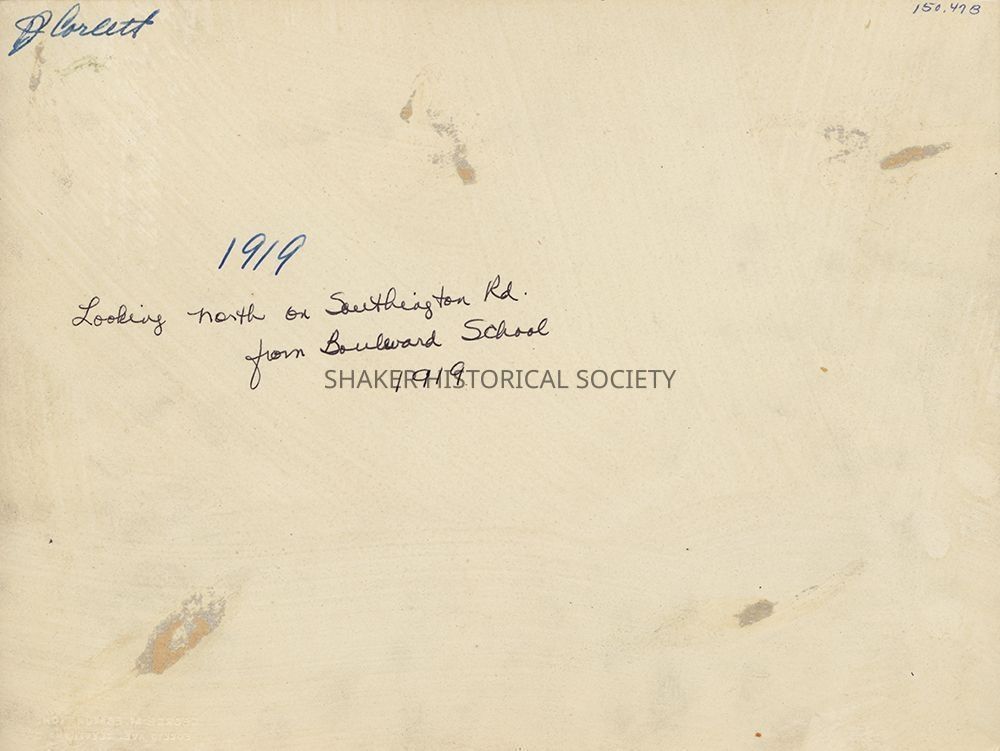 Corlett
150.47B
1919
Looking north on Southington Rd.
from Boulevard School
1919
SHAKER HISTORICAL SOCIETY